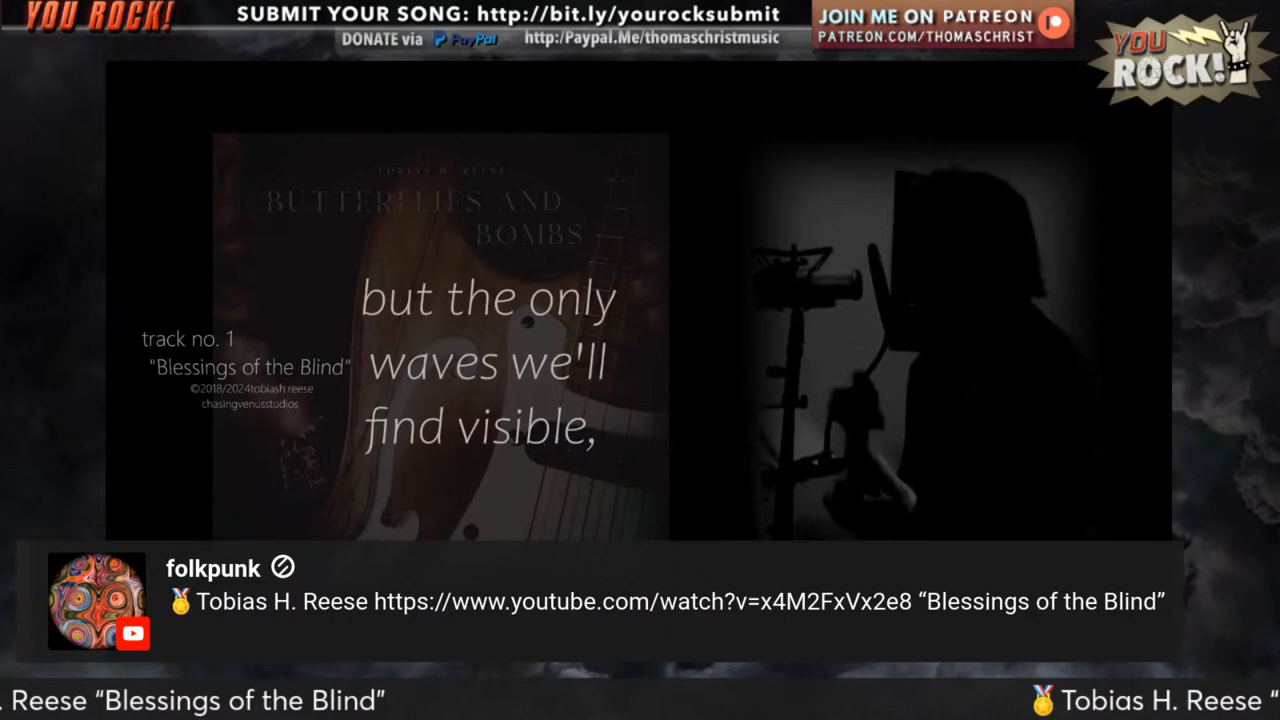 YOU ROCK!
SUBMIT YOUR SONG: http://bit.ly/yourocksubmit
DONATE via PayPal http:/Paypal.Me/thomaschristmusic
JOIN ME ON PATREON
PATREON.COM/THOMASCHRIST
YOU
ROCK!
TOBIAS H. REESE
BUTTERFLIES AND
BOMBS
but the only
waves we'll
find visible,
track no. 1
"Blessings of the Blind"
©2018/2024tobiash.reese
chasingvenusstudios
folkpunk
🏅Tobias H. Reese https://www.youtube.com/watch?v=x4M2FxVx2e8 “Blessings of the Blind”
. Reese “Blessings of the Blind”
🏅Tobias H. Reese “